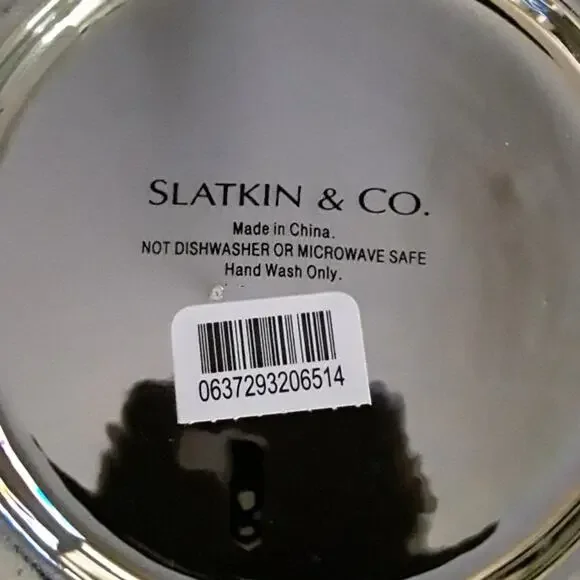 SLATKIN & CO.
Made in China.
NOT DISHWASHER OR MICROWAVE SAFE
Hand Wash Only.
0637293206514